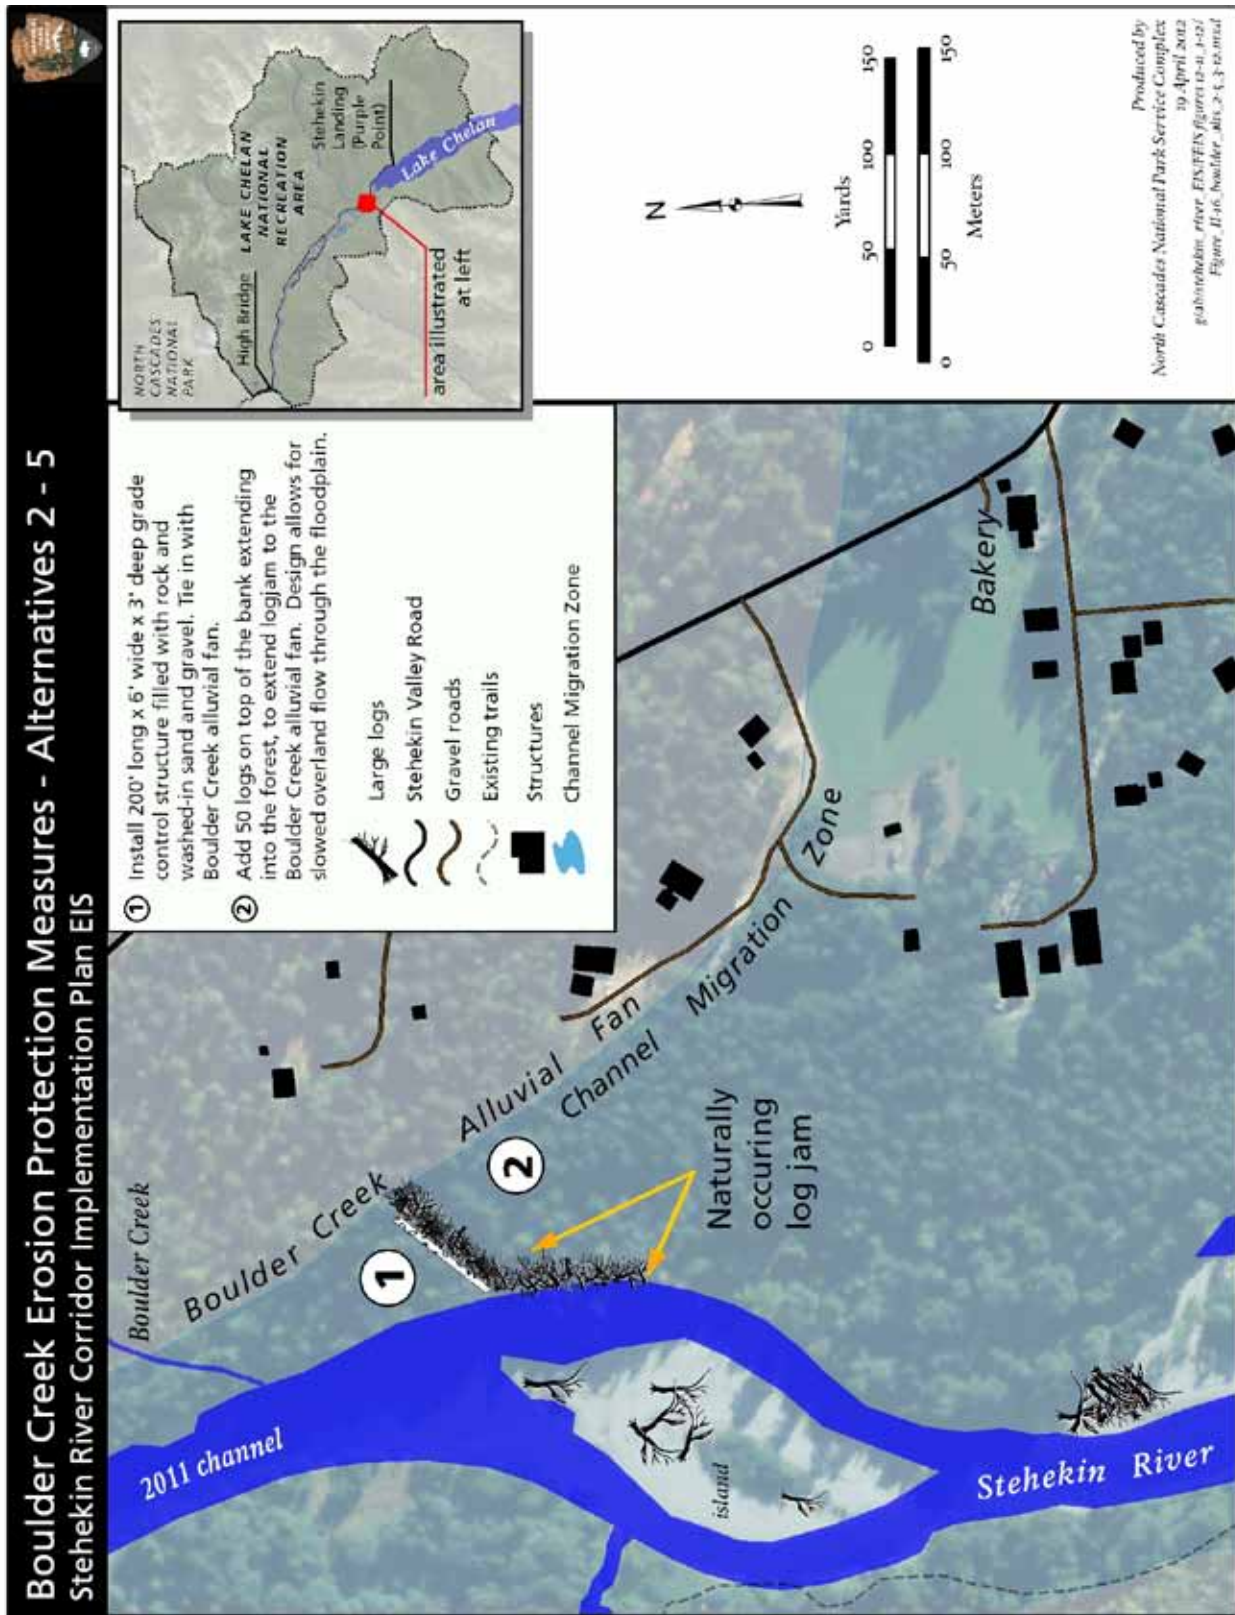 Boulder Creek Erosion Protection Measures - Alternatives 2 - 5
Stehekin River Corridor Implementation Plan EIS
2011 channel
Boulder Creek
Boulder Creek Alluvial Fan
Channel Migration Zone
1
2
Naturally
occuring
log jam
island
Stehekin River
Bakery
1 Install 200' long x 6' wide x 3' deep grade
control structure filled with rock and
washed-in sand and gravel. Tie in with
Boulder Creek alluvial fan.
2 Add 50 logs on top of the bank extending
into the forest, to extend logjam to the
Boulder Creek alluvial fan. Design allows for
slowed overland flow through the floodplain.
Large logs
Stehekin Valley Road
Gravel roads
Existing trails
Structures
Channel Migration Zone
NORTH
CASCADES
NATIONAL
PARK
High Bridge
LAKE CHELAN
NATIONAL
RECREATION
AREA
Stehekin
Landing
(Purple
Point)
Lake Chelan
area illustrated
at left
N
Yards
0 50 100 150
0 50 100 150
Meters
Produced by
North Cascades National Park Service Complex
19 April 2012